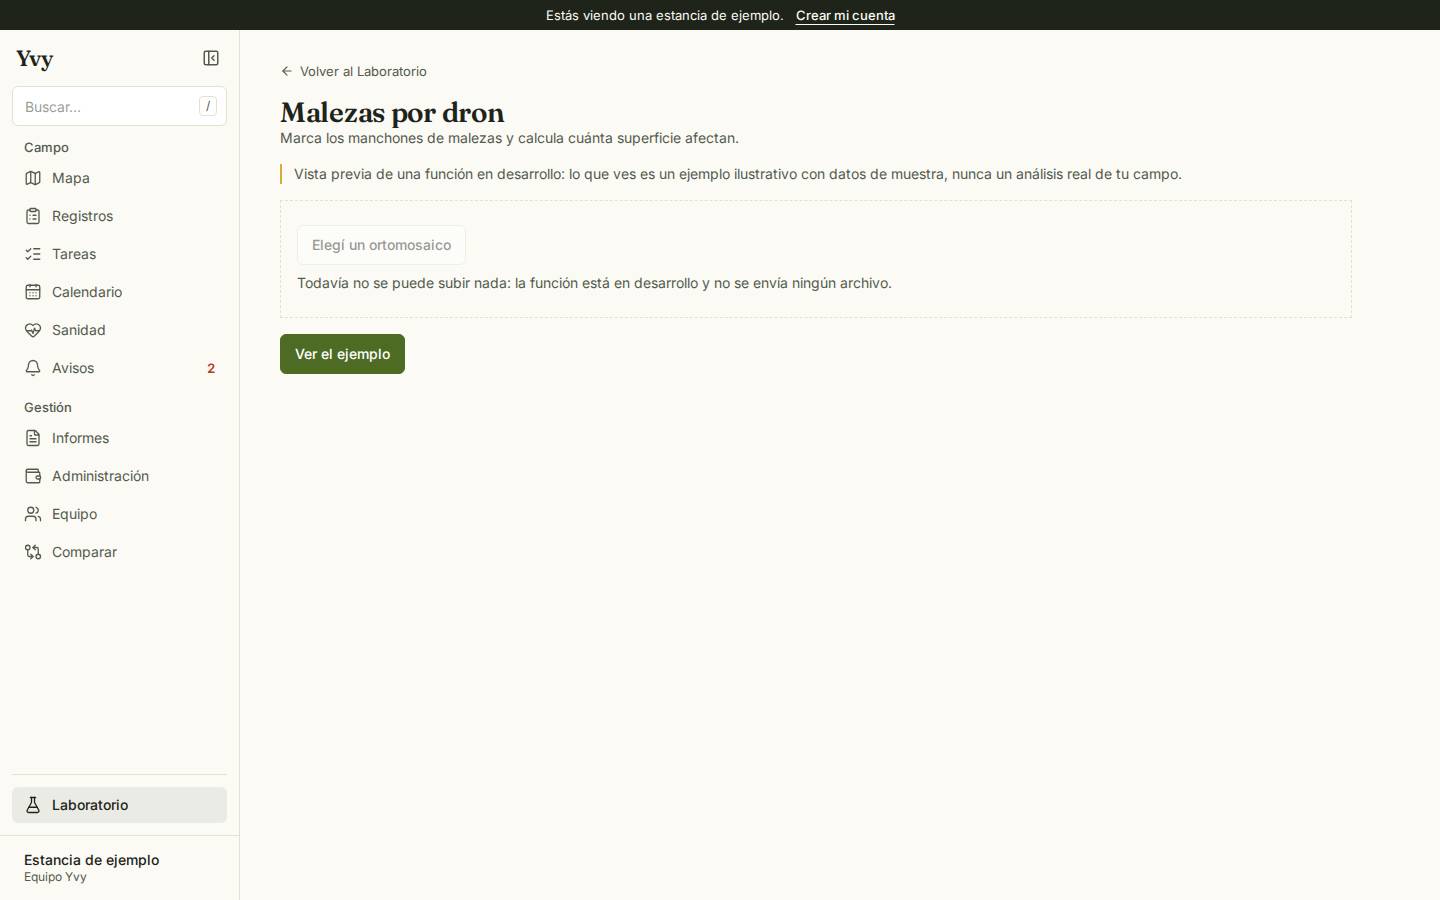 Estás viendo una estancia de ejemplo. Crear mi cuenta
Yvy
Buscar... /
Campo
Mapa
Registros
Tareas
Calendario
Sanidad
Avisos 2
Gestión
Informes
Administración
Equipo
Comparar
Laboratorio
Estancia de ejemplo
Equipo Yvy
Volver al Laboratorio
Malezas por dron
Marca los manchones de malezas y calcula cuánta superficie afectan.
Vista previa de una función en desarrollo: lo que ves es un ejemplo ilustrativo con datos de muestra, nunca un análisis real de tu campo.
Elegí un ortomosaico
Todavía no se puede subir nada: la función está en desarrollo y no se envía ningún archivo.
Ver el ejemplo